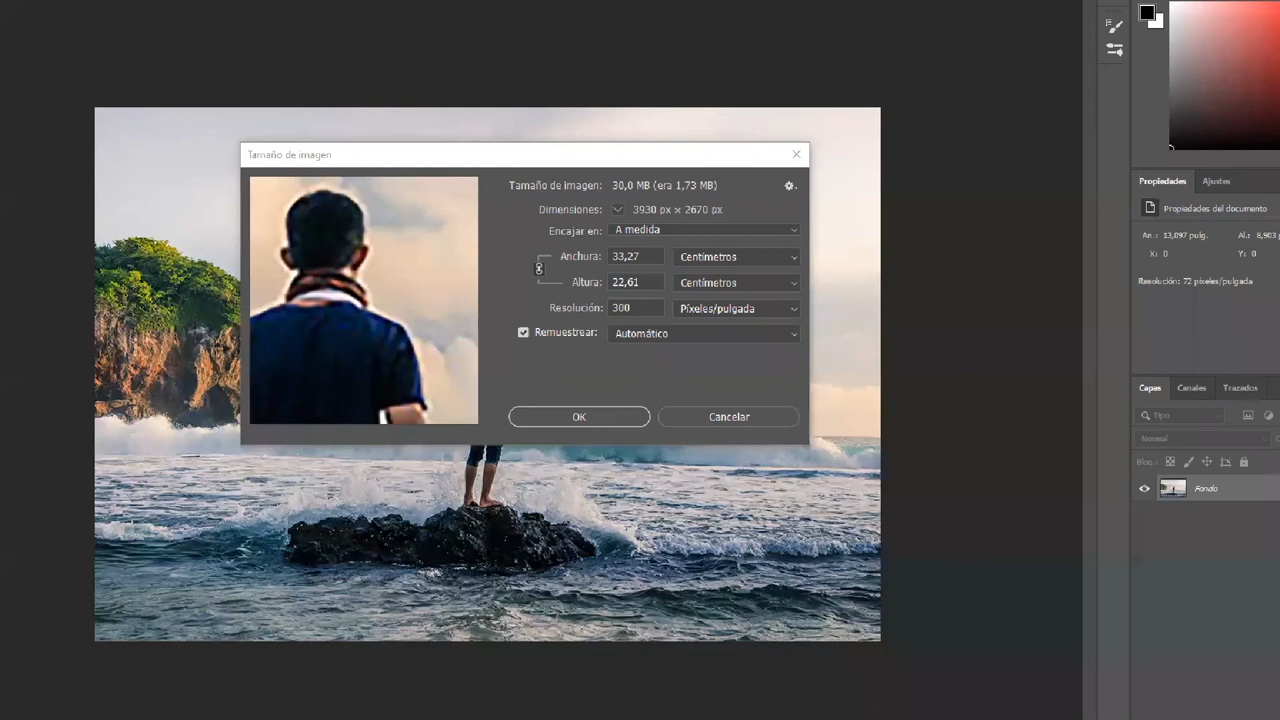 Tamaño de imagen
Tamaño de imagen: 30,0 MB (era 1,73 MB)
Dimensiones: 3930 px × 2670 px
Encajar en: A medida
Anchura: 33,27 Centímetros
Altura: 22,61 Centímetros
Resolución: 300 Píxeles/pulgada
Remuestrear: Automático
OK Cancelar
Propiedades Ajustes
Propiedades del documento
An.: 13,097 pulg. Al.: 8,903
X: 0 Y: 0
Resolución: 72 píxeles/pulgada
Capas Canales Trazados
Tipo
Normal
Bloq.:
Fondo